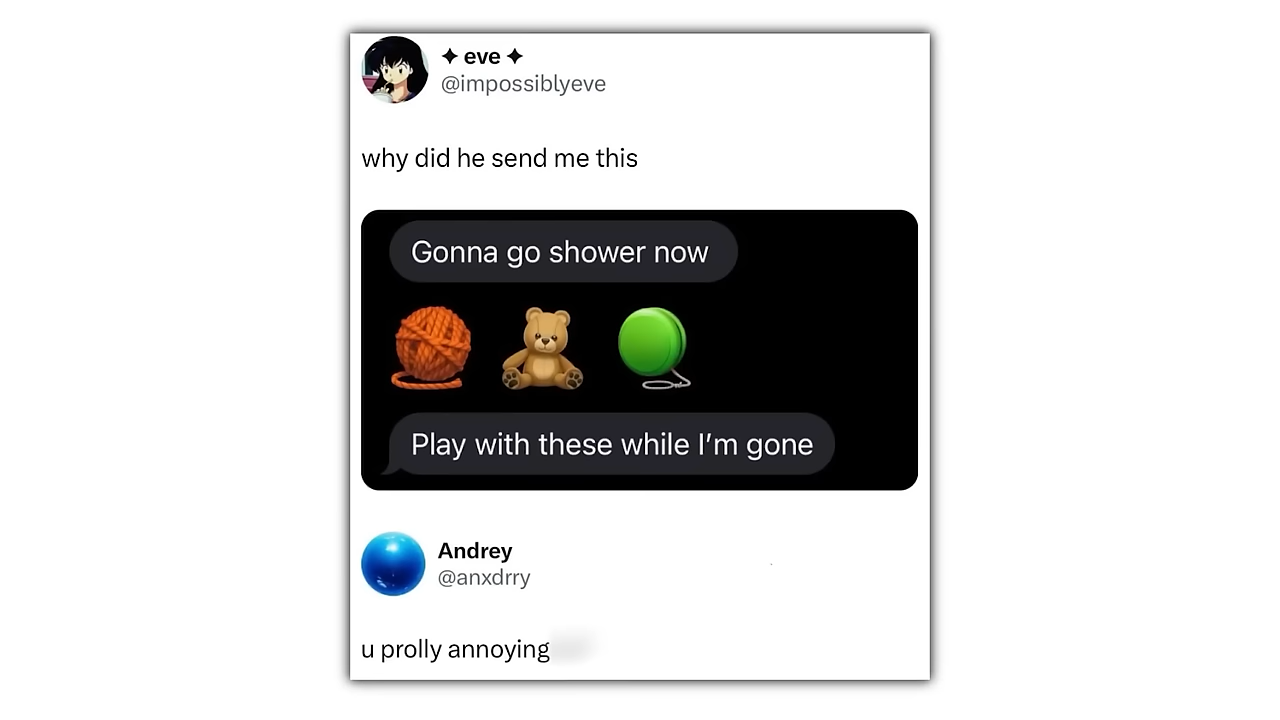 ✦ eve ✦
@impossiblyeve
why did he send me this
Gonna go shower now
🧶 🧸 🪀
Play with these while I’m gone
Andrey
@anxdrry
u prolly annoying